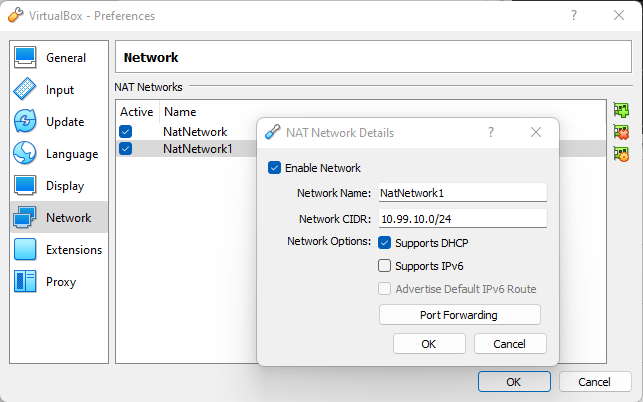 VirtualBox - Preferences
?
General
Input
Update
Language
Display
Network
Extensions
Proxy
Network
NAT Networks
Active Name
NatNetwork
NatNetwork1
NAT Network Details
?
Enable Network
Network Name: NatNetwork1
Network CIDR: 10.99.10.0/24
Network Options: Supports DHCP
Supports IPv6
Advertise Default IPv6 Route
Port Forwarding
OK Cancel
OK Cancel